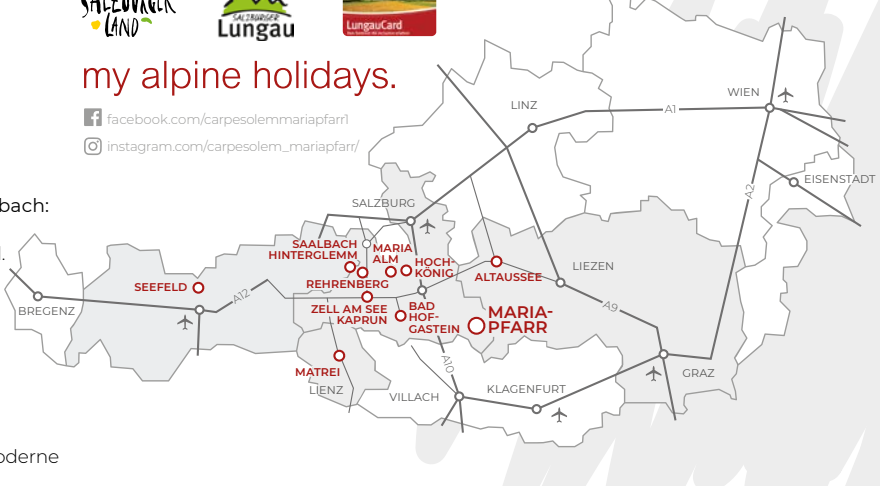 SALZBURGER
LAND
SALZBURGER
Lungau
LungauCard
my alpine holidays.
facebook.com/carpesolemmariapfarr1
instagram.com/carpesolem_mariapfarr/
bach:
l.
oderne
LINZ
WIEN
A1
A2
EISENSTADT
SALZBURG
SAALBACH
HINTERGLEMM
MARIA
ALM
HOCH-
KÖNIG
REHRENBERG
ALTAUSSEE
LIEZEN
SEEFELD
A12
BREGENZ
ZELL AM SEE
KAPRUN
BAD
HOF-
GASTEIN
MARIA-
PFARR
A9
MATREI
LIENZ
A10
VILLACH
KLAGENFURT
GRAZ